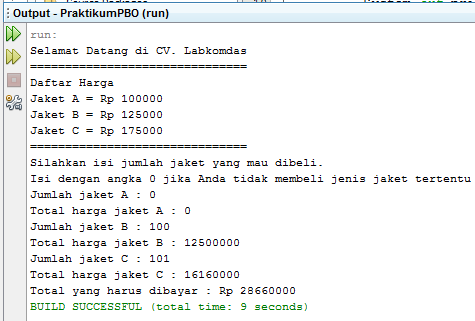 Output - PraktikumPBO (run)
run:
Selamat Datang di CV. Labkomdas
=================================
Daftar Harga
Jaket A = Rp 100000
Jaket B = Rp 125000
Jaket C = Rp 175000
=================================
Silahkan isi jumlah jaket yang mau dibeli.
Isi dengan angka 0 jika Anda tidak membeli jenis jaket tertentu
Jumlah jaket A : 0
Total harga jaket A : 0
Jumlah jaket B : 100
Total harga jaket B : 12500000
Jumlah jaket C : 101
Total harga jaket C : 16160000
Total yang harus dibayar : Rp 28660000
BUILD SUCCESSFUL (total time: 9 seconds)